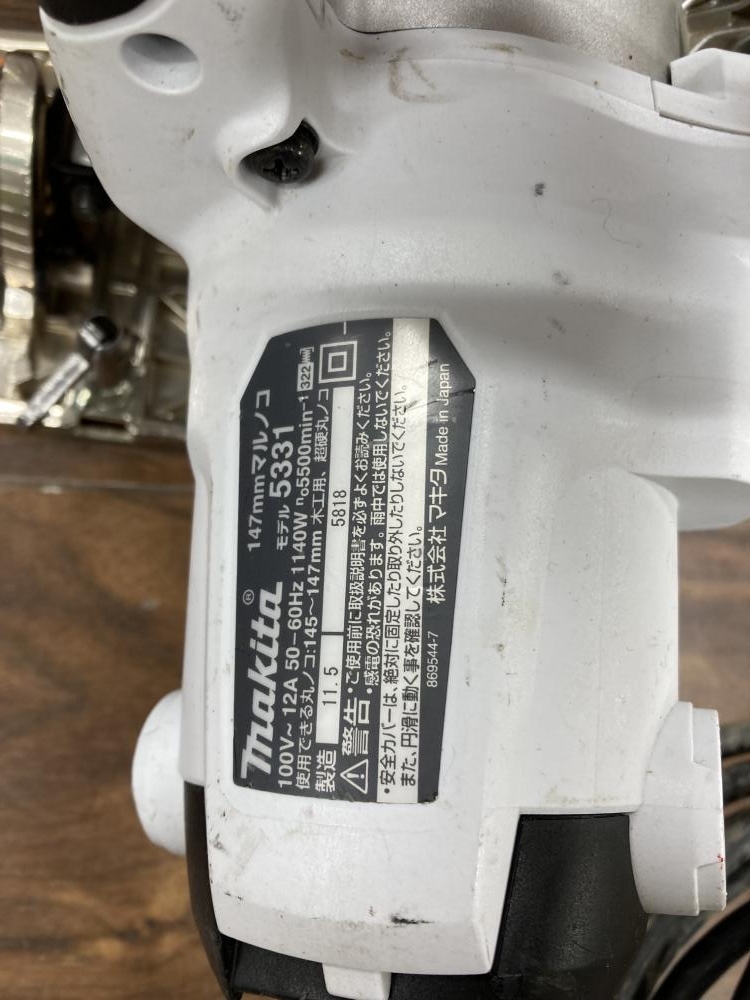 makita® 147mmマルノコ
モデル 5331
100V~ 12A 50-60Hz 1140W no5500min⁻¹ 322
使用できる丸ノコ:145~147mm 木工用、超硬丸ノコ
製造 11.5 5818
警告 ・ご使用前に取扱説明書を必ずよくお読みください。
・感電の恐れがあります。雨中では使用しないでください。
・安全カバーは、絶対に固定したり取り外したりしないでください。
また、円滑に動く事を確認してください。
869544-7 株式会社マキタ Made in Japan